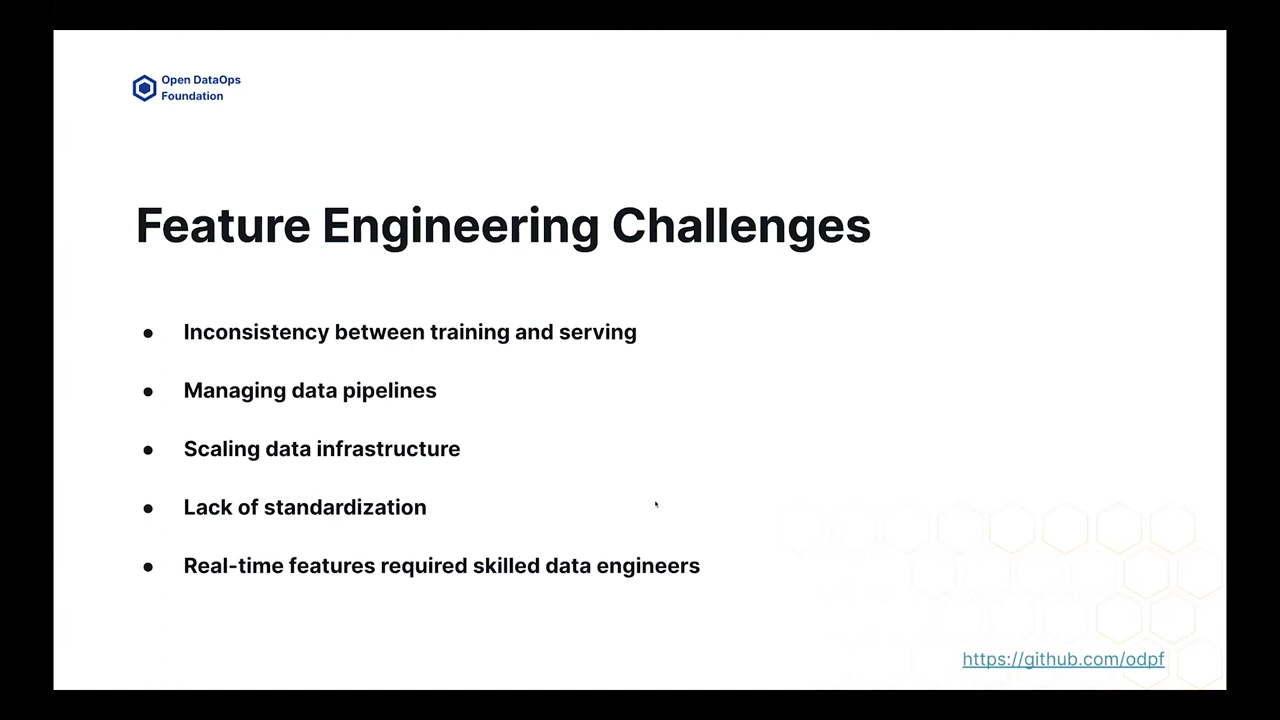 Open DataOps
Foundation
Feature Engineering Challenges
● Inconsistency between training and serving
● Managing data pipelines
● Scaling data infrastructure
● Lack of standardization
● Real-time features required skilled data engineers
https://github.com/odpf